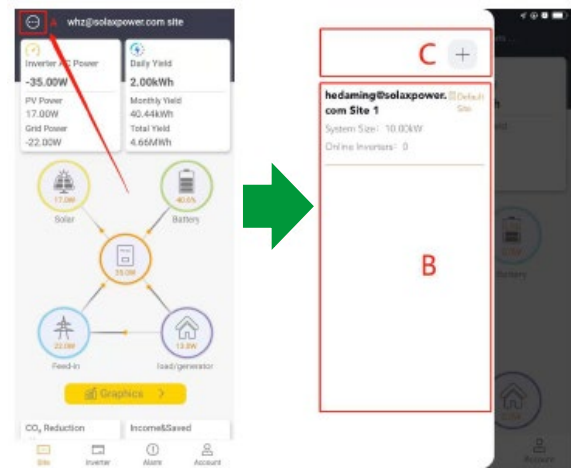 A whz@solaxpower.com site
Inverter AC Power
-35.00W
PV Power
17.00W
Grid Power
-22.00W
Daily Yield
2.00kWh
Monthly Yield
40.44kWh
Total Yield
4.66MWh
17.0W
Solar
40.6%
Battery
35.0W
22.0W
Feed-in
13.0W
load/generator
Graphics >
CO₂ Reduction
Income&Saved
Site
Inverter
Alarm
Account
C +
hedaming@solaxpower.
com Site 1
Default
Site
System Size: 10.00kW
Online Inverters: 0
B
Battery
Account